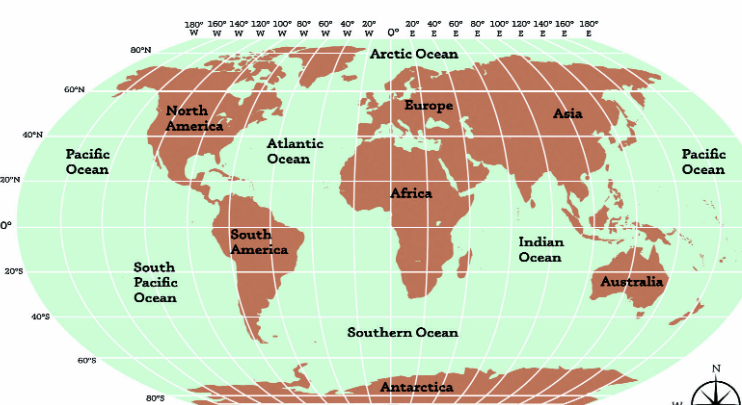 180° 160° 140° 120° 100° 80° 60° 40° 20° 0° 20° 40° 60° 80° 100° 120° 140° 160° 180°
W W W W W W W W W E E E E E E E E E
80°N
Arctic Ocean
60°N
North
America
Europe
Asia
40°N
Pacific
Ocean
Atlantic
Ocean
Pacific
Ocean
20°N
Africa
0°
South
America
Indian
Ocean
20°S
South
Pacific
Ocean
Australia
40°S
Southern Ocean
60°S
N
Antarctica
80°S
W